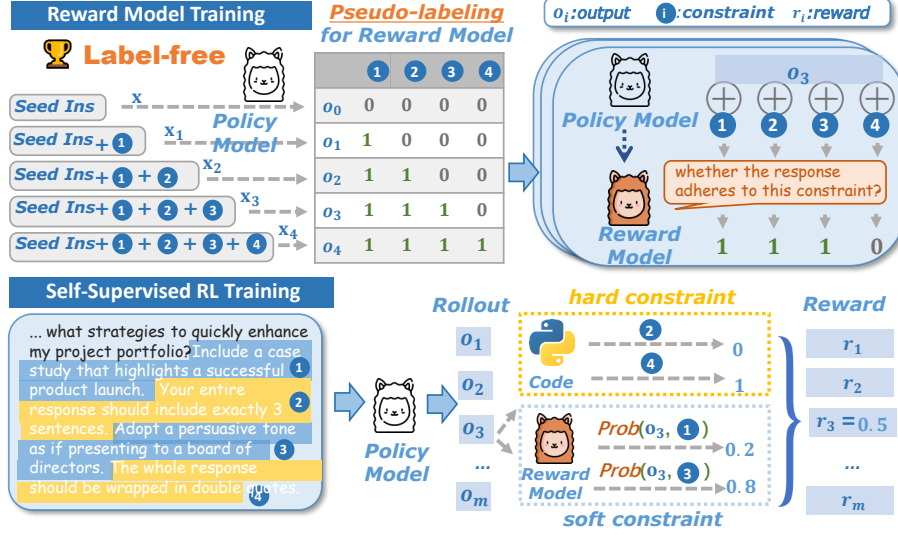 Reward Model Training
Label-free
Seed Ins
x
Policy Model
Seed Ins + 1
x1
Seed Ins + 1 + 2
x2
Seed Ins + 1 + 2 + 3
x3
Seed Ins + 1 + 2 + 3 + 4
x4
Pseudo-labeling
for Reward Model
1 2 3 4
o0 0 0 0 0
o1 1 0 0 0
o2 1 1 0 0
o3 1 1 1 0
o4 1 1 1 1
oi:output i:constraint ri:reward
o3
Policy Model
1 2 3 4
whether the response
adheres to this constraint?
Reward
Model
1 1 1 0
Self-Supervised RL Training
... what strategies to quickly enhance
my project portfolio? Include a case
study that highlights a successful 1
product launch. Your entire
response should include exactly 3 2
sentences. Adopt a persuasive tone
as if presenting to a board of 3
directors. The whole response
should be wrapped in double quotes.
4
Policy
Model
Rollout
o1
o2
o3
...
om
hard constraint
Code
2
0
4
1
Reward
Model
Prob(o3, 1)
0.2
Prob(o3, 3)
0.8
soft constraint
Reward
r1
r2
r3 = 0.5
...
rm